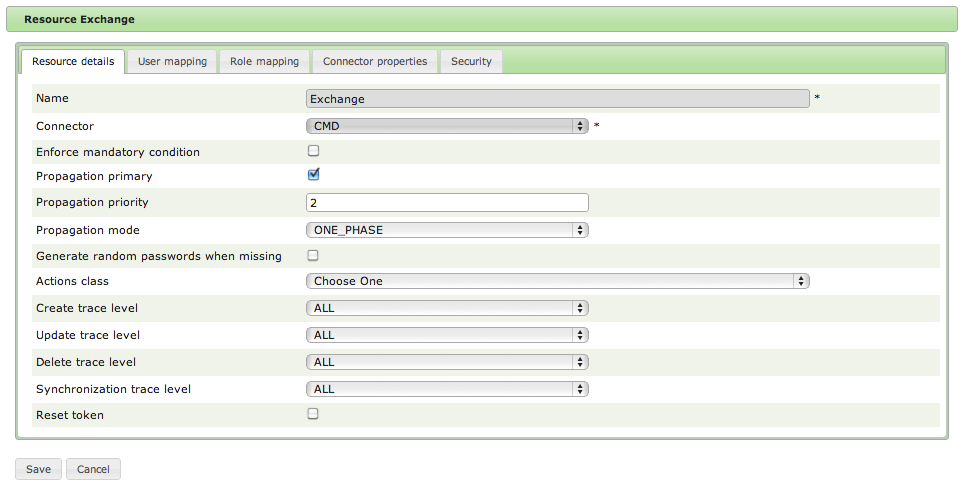 Resource Exchange
Resource details User mapping Role mapping Connector properties Security
Name Exchange *
Connector CMD *
Enforce mandatory condition
Propagation primary
Propagation priority 2
Propagation mode ONE_PHASE
Generate random passwords when missing
Actions class Choose One
Create trace level ALL
Update trace level ALL
Delete trace level ALL
Synchronization trace level ALL
Reset token
Save Cancel